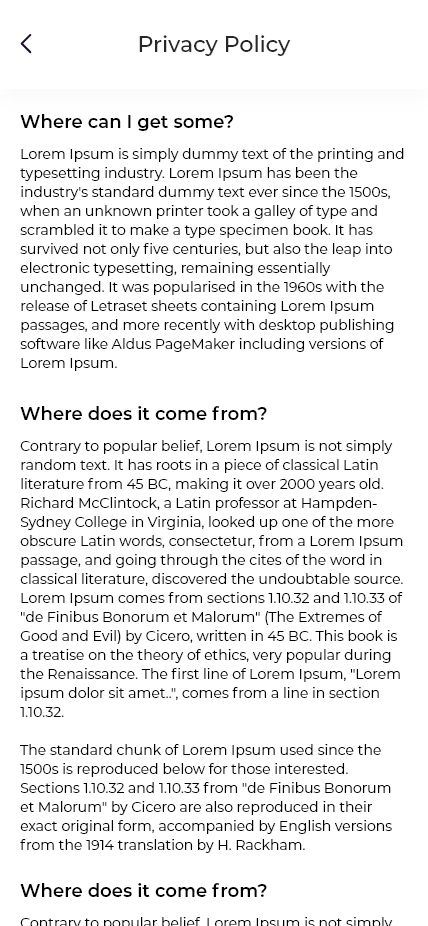 Privacy Policy
Where can I get some?
Lorem Ipsum is simply dummy text of the printing and
typesetting industry. Lorem Ipsum has been the
industry's standard dummy text ever since the 1500s,
when an unknown printer took a galley of type and
scrambled it to make a type specimen book. It has
survived not only five centuries, but also the leap into
electronic typesetting, remaining essentially
unchanged. It was popularised in the 1960s with the
release of Letraset sheets containing Lorem Ipsum
passages, and more recently with desktop publishing
software like Aldus PageMaker including versions of
Lorem Ipsum.
Where does it come from?
Contrary to popular belief, Lorem Ipsum is not simply
random text. It has roots in a piece of classical Latin
literature from 45 BC, making it over 2000 years old.
Richard McClintock, a Latin professor at Hampden-
Sydney College in Virginia, looked up one of the more
obscure Latin words, consectetur, from a Lorem Ipsum
passage, and going through the cites of the word in
classical literature, discovered the undoubtable source.
Lorem Ipsum comes from sections 1.10.32 and 1.10.33 of
"de Finibus Bonorum et Malorum" (The Extremes of
Good and Evil) by Cicero, written in 45 BC. This book is
a treatise on the theory of ethics, very popular during
the Renaissance. The first line of Lorem Ipsum, "Lorem
ipsum dolor sit amet..", comes from a line in section
1.10.32.
The standard chunk of Lorem Ipsum used since the
1500s is reproduced below for those interested.
Sections 1.10.32 and 1.10.33 from "de Finibus Bonorum
et Malorum" by Cicero are also reproduced in their
exact original form, accompanied by English versions
from the 1914 translation by H. Rackham.
Where does it come from?
Contrary to popular belief, Lorem Ipsum is not simply